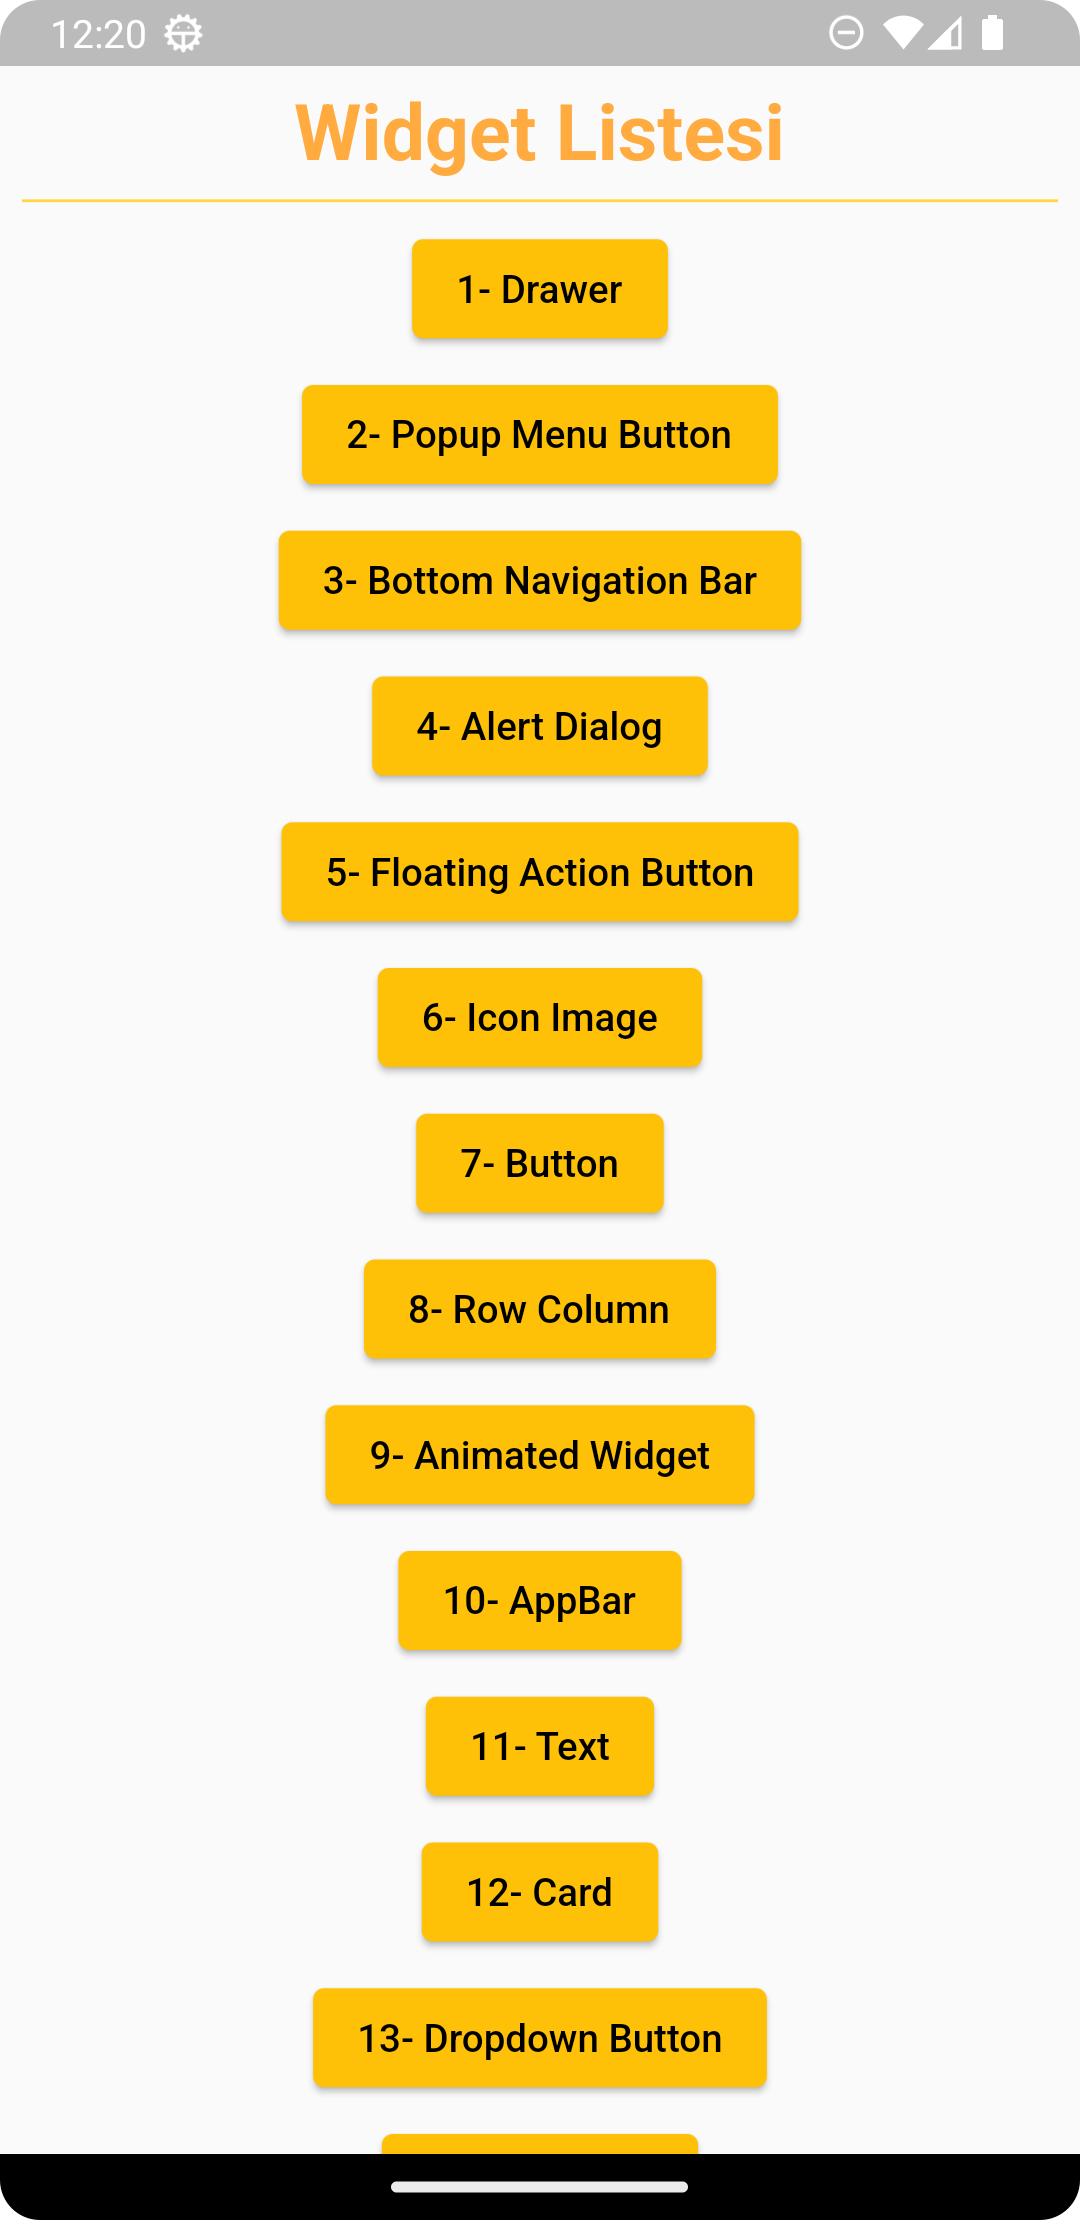 12:20
Widget Listesi
1- Drawer
2- Popup Menu Button
3- Bottom Navigation Bar
4- Alert Dialog
5- Floating Action Button
6- Icon Image
7- Button
8- Row Column
9- Animated Widget
10- AppBar
11- Text
12- Card
13- Dropdown Button